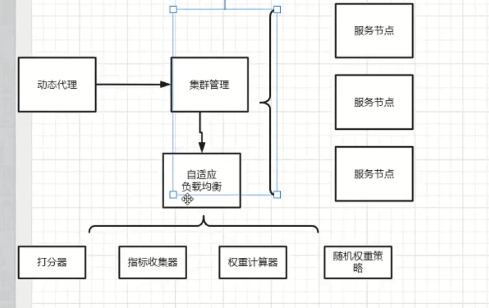 服务节点
动态代理
集群管理
服务节点
自适应
负载均衡
服务节点
打分器
指标收集器
权重计算器
随机权重策
略